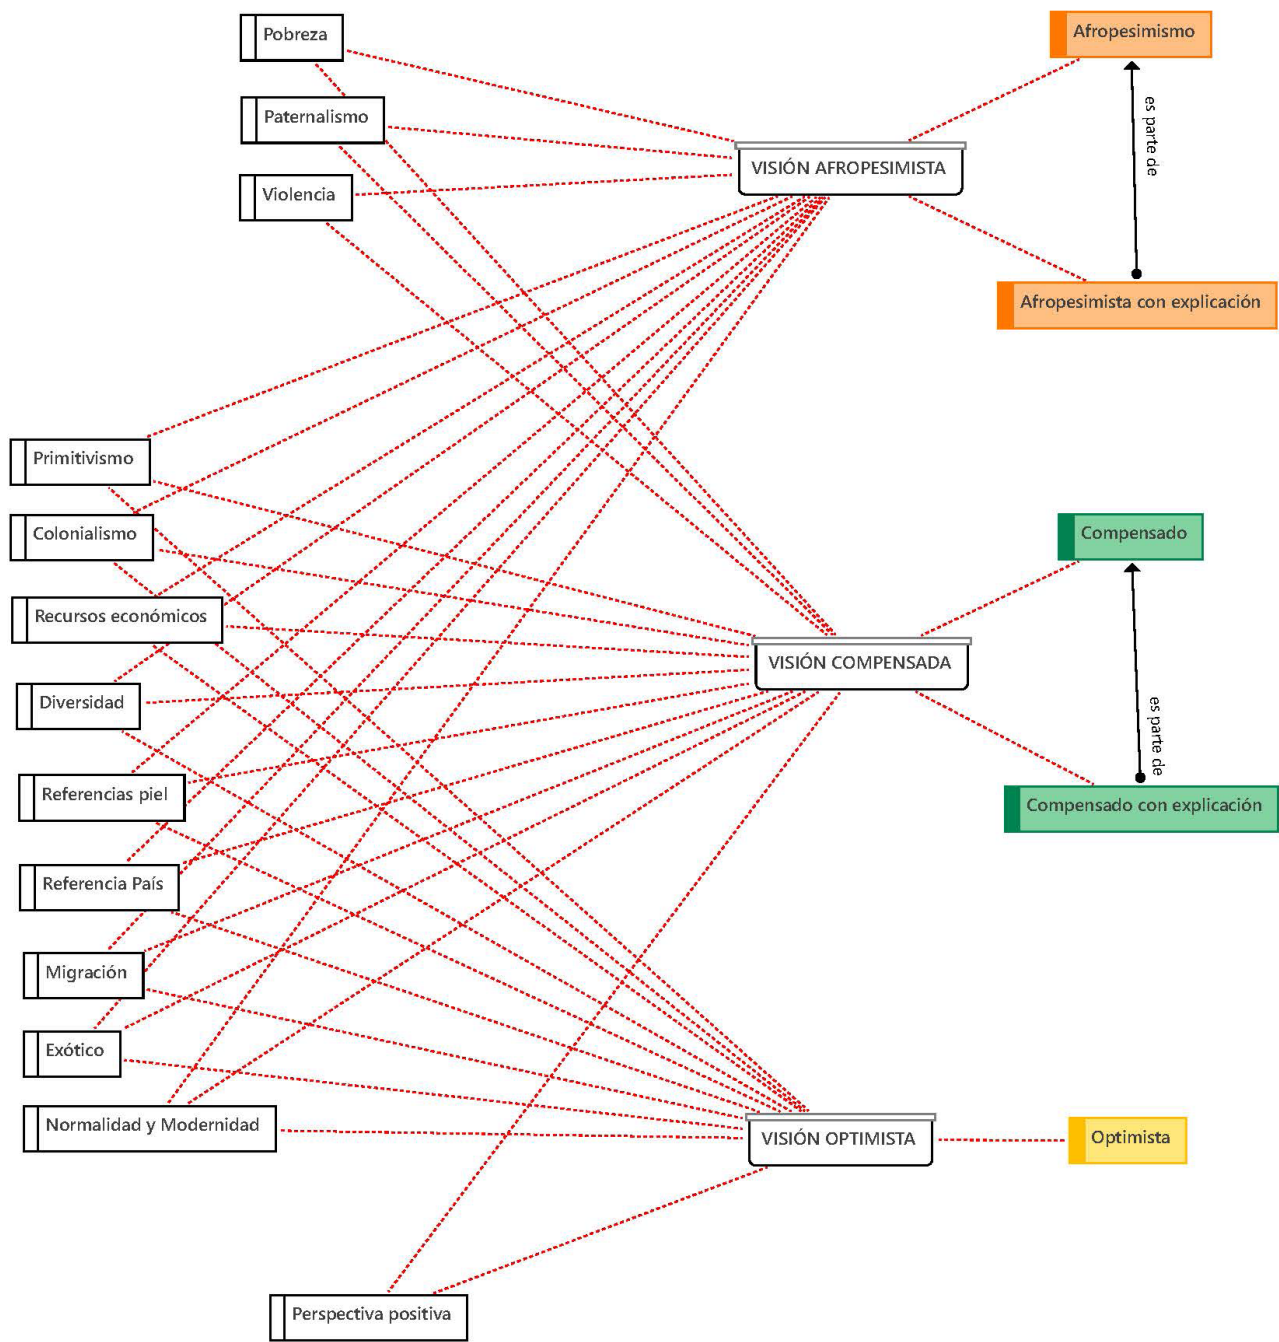 Pobreza
Afropesimismo
Paternalismo
es parte de
VISIÓN AFROPESIMISTA
Violencia
Afropesimista con explicación
Primitivismo
Colonialismo
Compensado
Recursos económicos
VISIÓN COMPENSADA
Diversidad
es parte de
Referencias piel
Compensado con explicación
Referencia País
Migración
Exótico
Normalidad y Modernidad
VISIÓN OPTIMISTA
Optimista
Perspectiva positiva